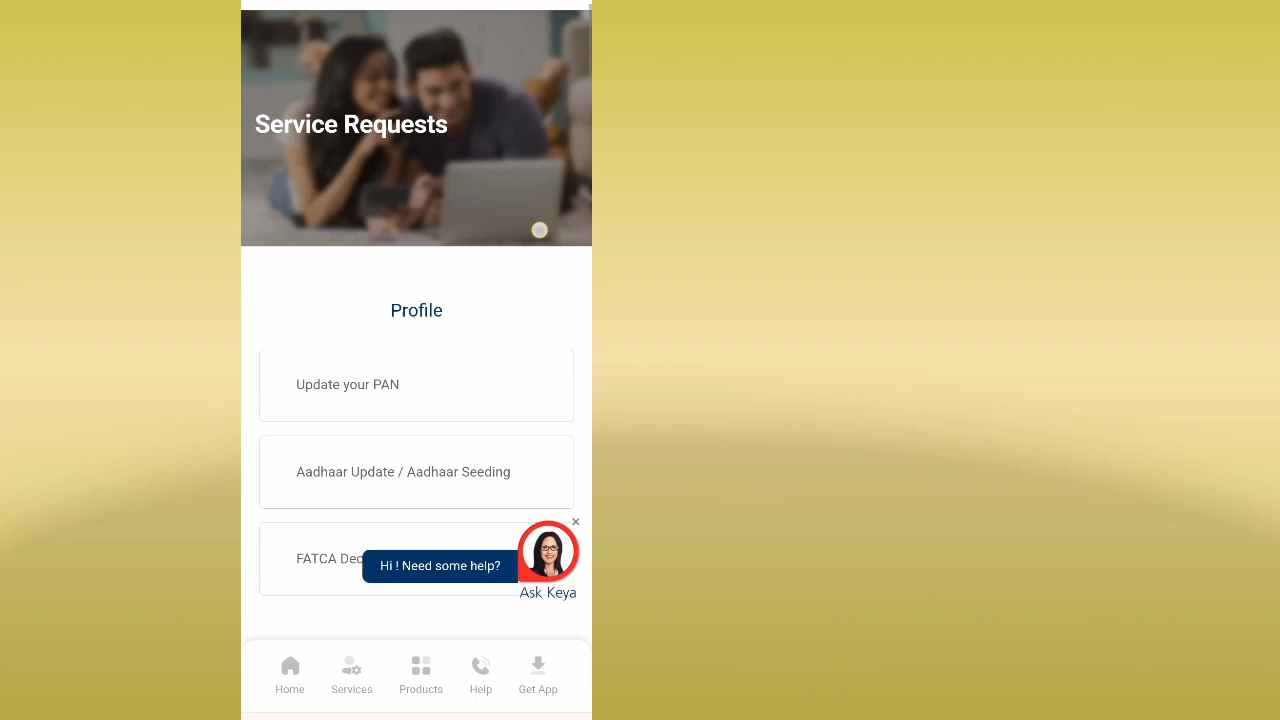 Service Requests
Profile
Update your PAN
Aadhaar Update / Aadhaar Seeding
FATCA Dec
×
Hi ! Need some help?
Ask Keya
Home
Services
Products
Help
Get App